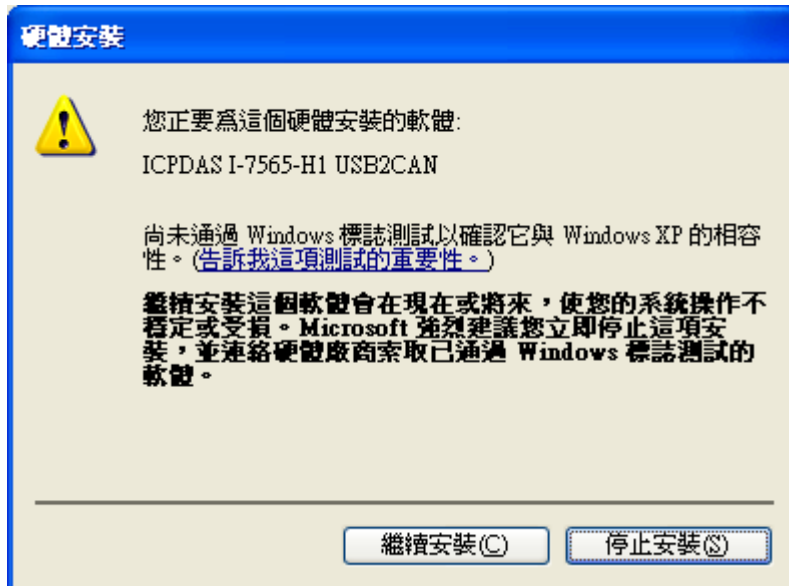 硬體安裝
您正要為這個硬體安裝的軟體:
ICPDAS I-7565-H1 USB2CAN
尚未通過 Windows 標誌測試以確認它與 Windows XP 的相容
性。(告訴我這項測試的重要性。)
繼續安裝這個軟體會在現在或將來，使您的系統操作不
穩定或受損。Microsoft 強烈建議您立即停止這項安
裝，並連絡硬體廠商索取已通過 Windows 標誌測試的
軟體。
繼續安裝(C)
停止安裝(S)